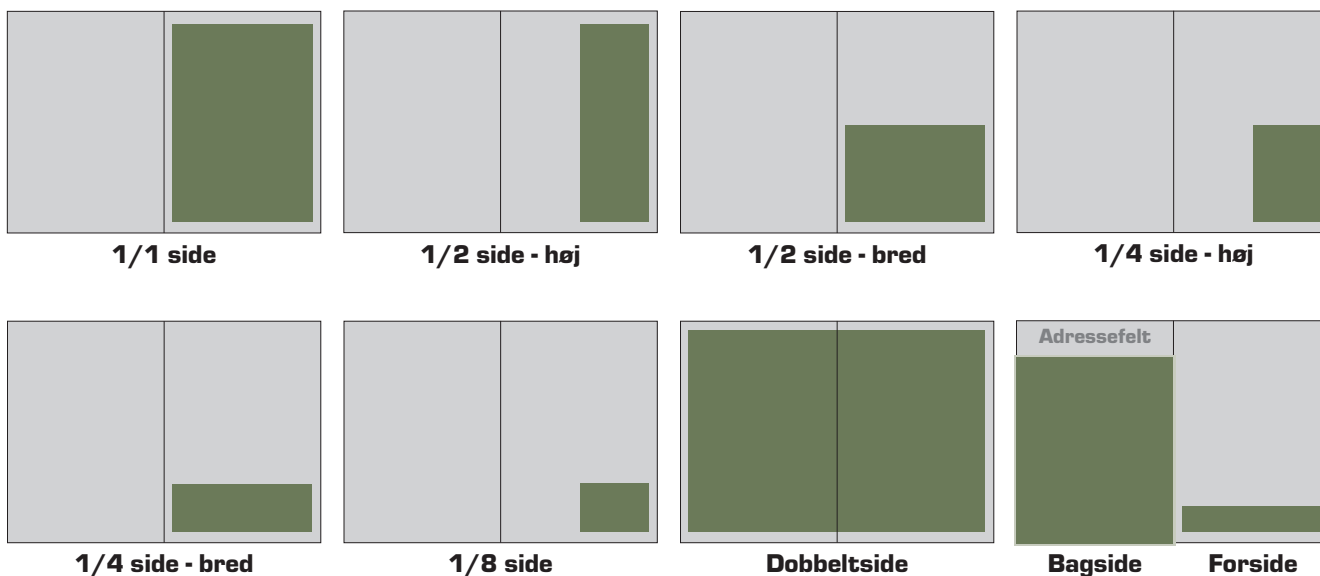 1/1 side
1/2 side - høj
1/2 side - bred
1/4 side - høj
Adressefelt
1/4 side - bred
1/8 side
Dobbeltside
Bagside
Forside